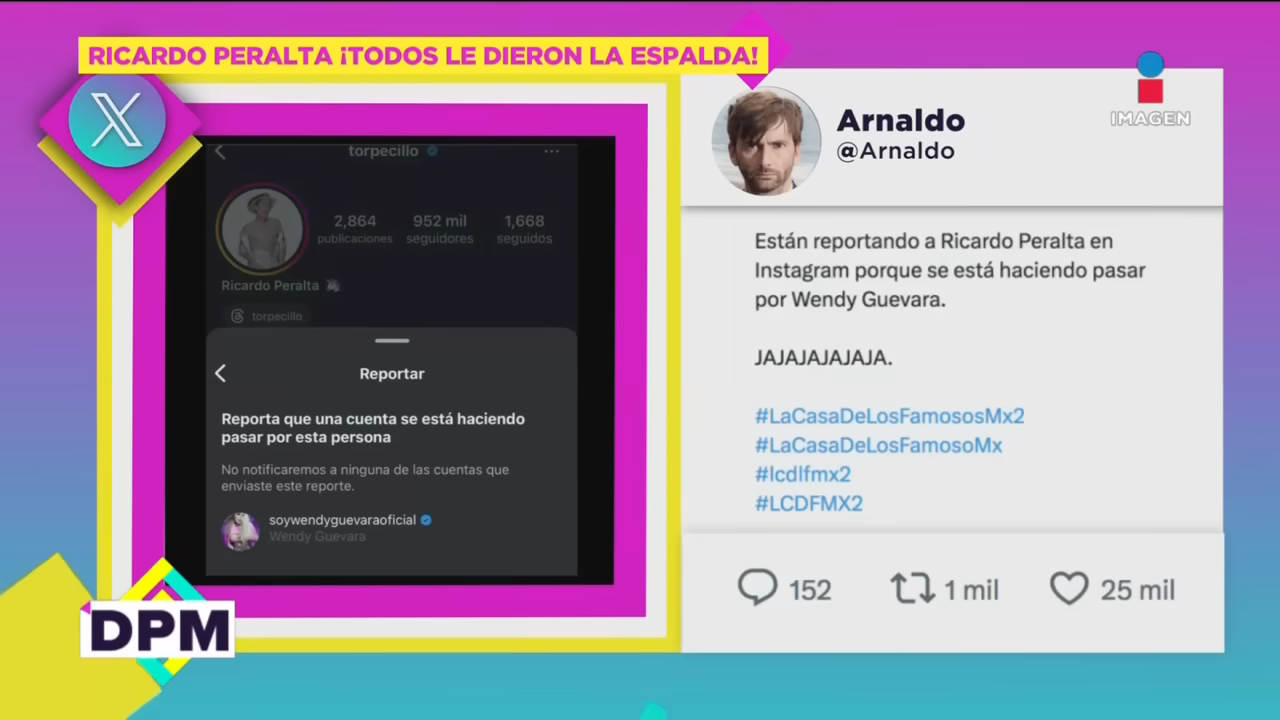 RICARDO PERALTA ¡TODOS LE DIERON LA ESPALDA!
IMAGEN
X
torpecillo
2,864
publicaciones
952 mil
seguidores
1,668
seguidos
Ricardo Peralta
torpecillo
Reportar
Reporta que una cuenta se está haciendo
pasar por esta persona
No notificaremos a ninguna de las cuentas que
enviaste este reporte.
soywendyguevaraoficial
Wendy Guevara
Arnaldo
@Arnaldo
Están reportando a Ricardo Peralta en
Instagram porque se está haciendo pasar
por Wendy Guevara.
JAJAJAJAJAJA.
#LaCasaDeLosFamososMx2
#LaCasaDeLosFamosoMx
#lcdlfmx2
#LCDFMX2
152
1 mil
25 mil
DPM